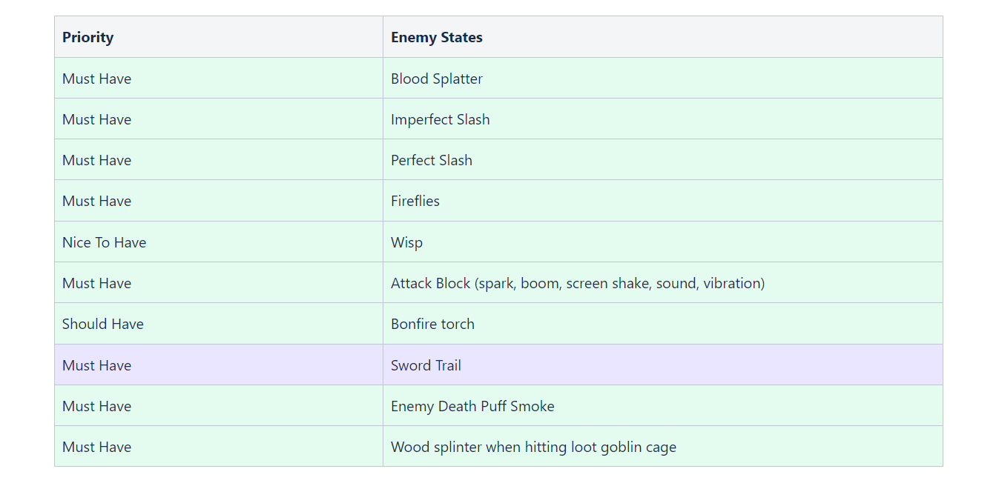 Priority Enemy States
Must Have Blood Splatter
Must Have Imperfect Slash
Must Have Perfect Slash
Must Have Fireflies
Nice To Have Wisp
Must Have Attack Block (spark, boom, screen shake, sound, vibration)
Should Have Bonfire torch
Must Have Sword Trail
Must Have Enemy Death Puff Smoke
Must Have Wood splinter when hitting loot goblin cage